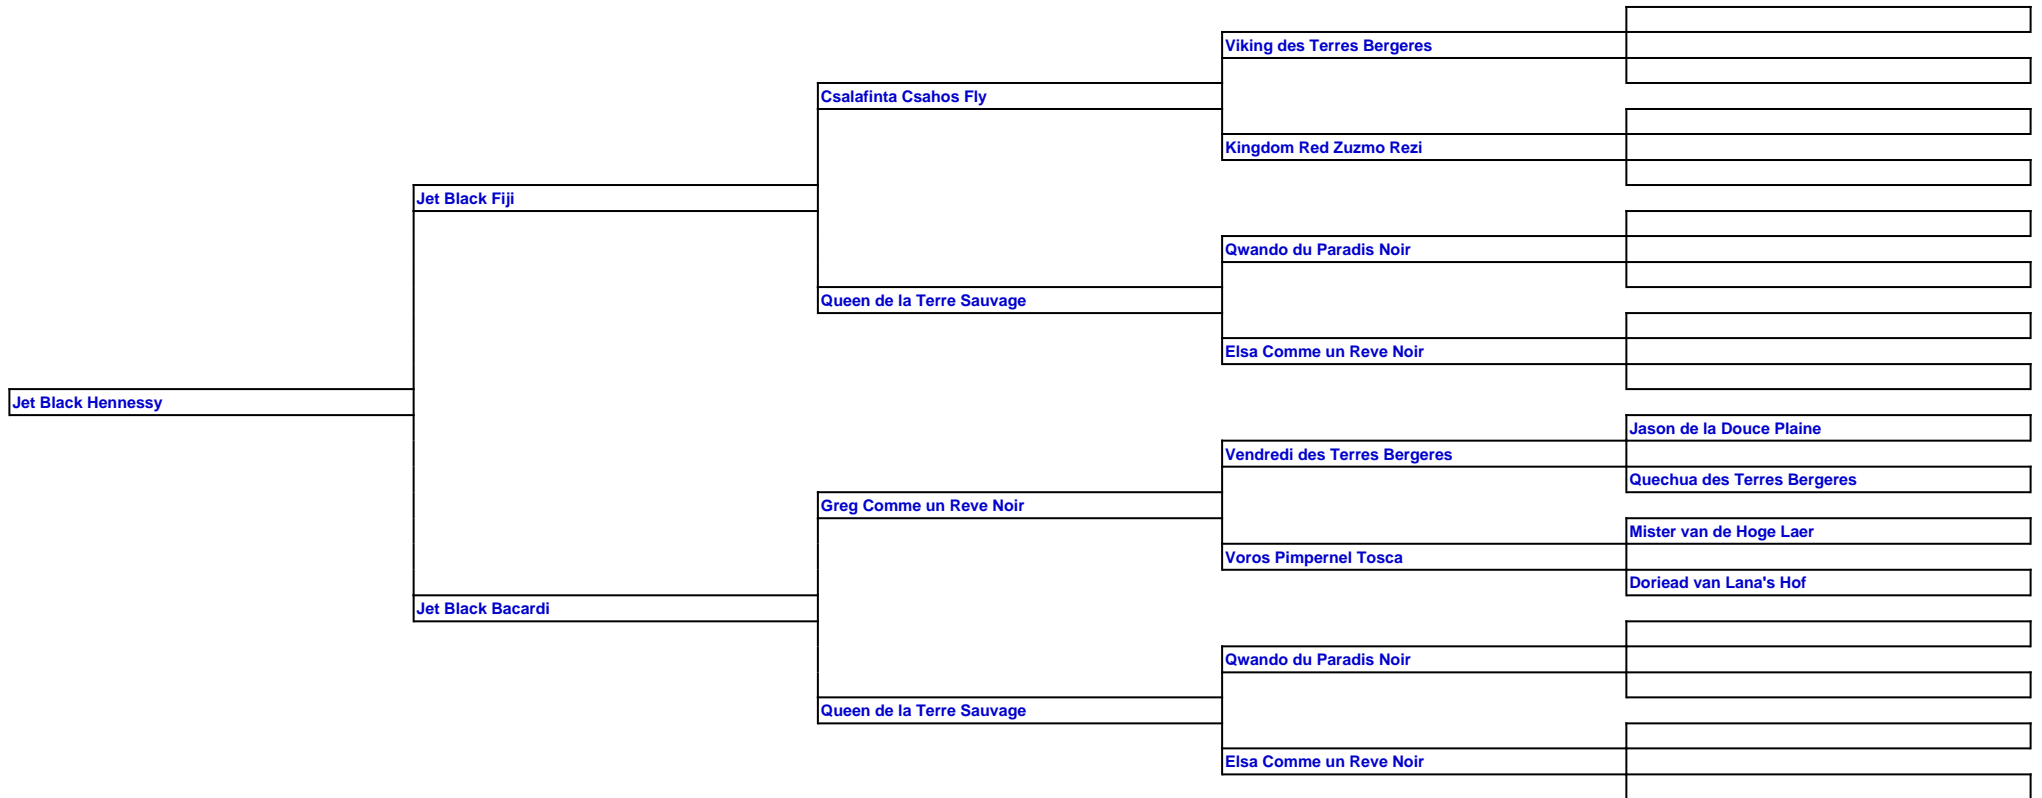 Viking des Terres Bergeres
Csalafinta Csahos Fly
Kingdom Red Zuzmo Rezi
Jet Black Fiji
Qwando du Paradis Noir
Queen de la Terre Sauvage
Elsa Comme un Reve Noir
Jet Black Hennessy
Jason de la Douce Plaine
Vendredi des Terres Bergeres
Quechua des Terres Bergeres
Greg Comme un Reve Noir
Mister van de Hoge Laer
Voros Pimpernel Tosca
Doriead van Lana's Hof
Jet Black Bacardi
Qwando du Paradis Noir
Queen de la Terre Sauvage
Elsa Comme un Reve Noir